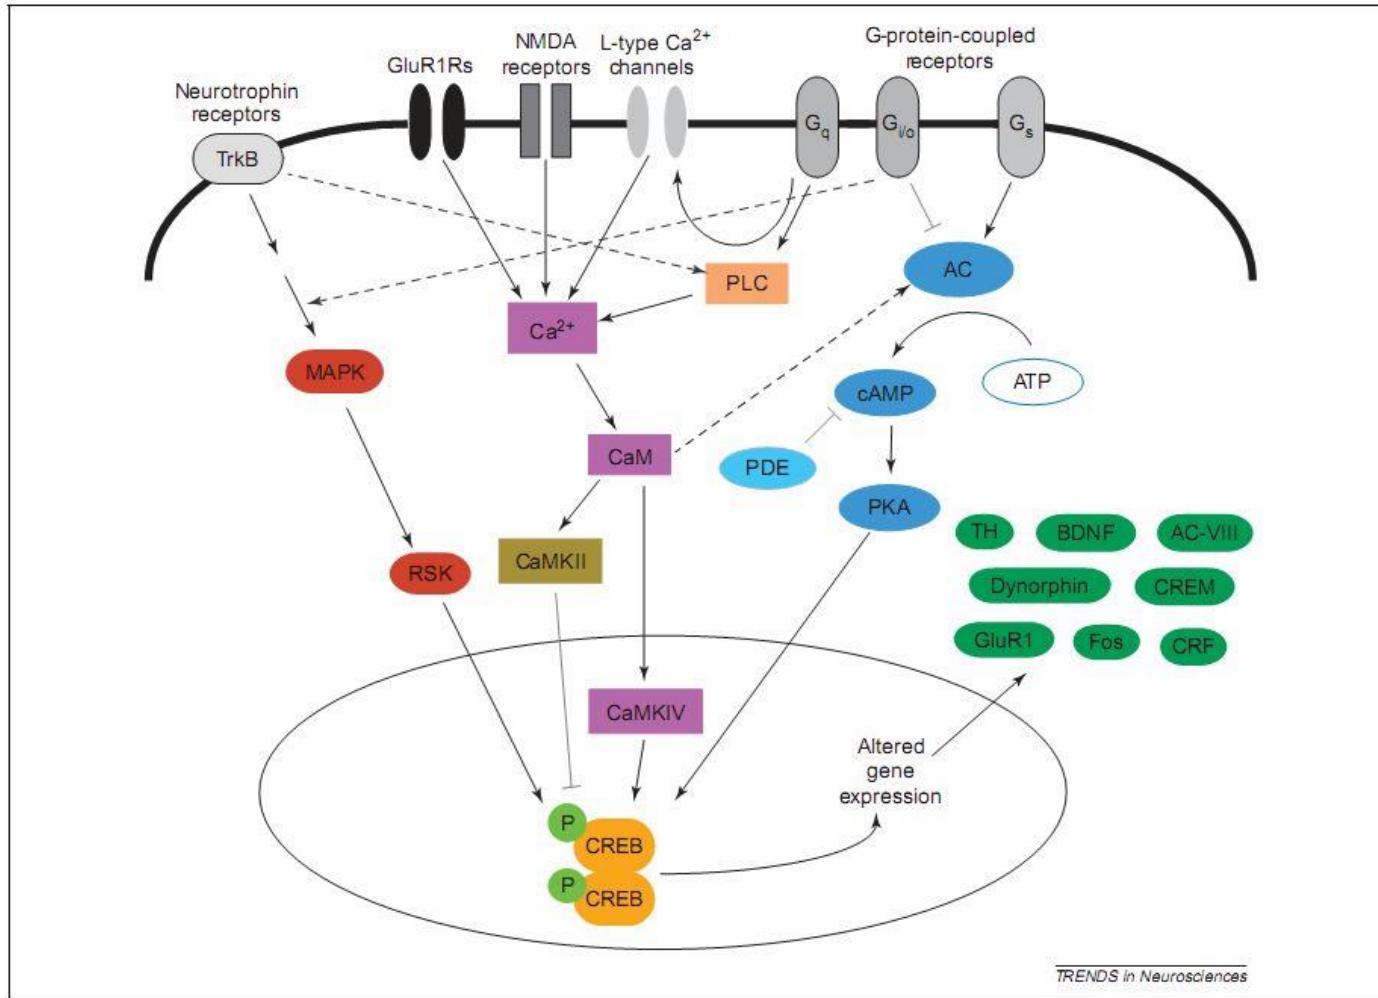 GluR1Rs
NMDA
receptors
L-type Ca²⁺
channels
G-protein-coupled
receptors
Neurotrophin
receptors
TrkB
Gq
Gi/o
Gs
AC
PLC
Ca²⁺
MAPK
cAMP
ATP
CaM
PDE
PKA
CaMKII
RSK
TH
BDNF
AC-VIII
Dynorphin
CREM
GluR1
Fos
CRF
CaMKIV
Altered
gene
expression
P
CREB
P
CREB
TRENDS in Neurosciences